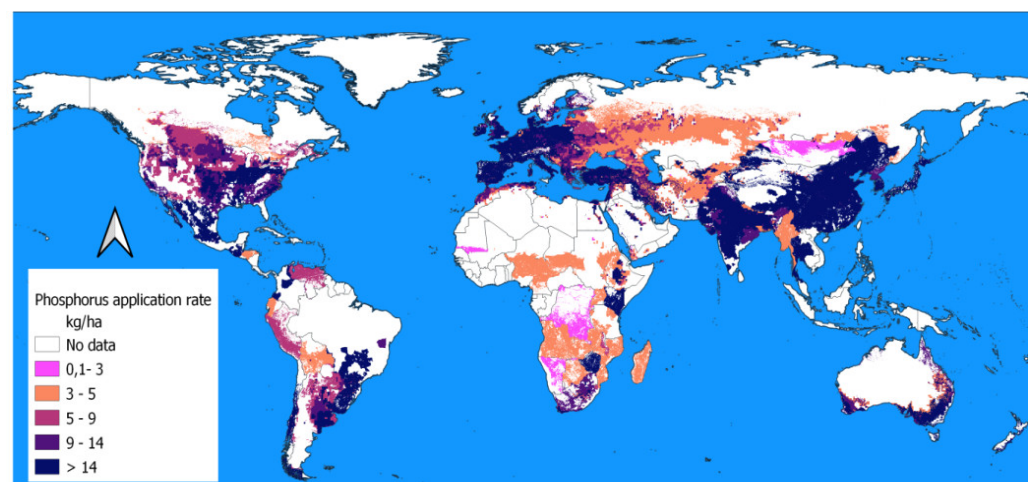 Phosphorus application rate
kg/ha
No data
0,1- 3
3 - 5
5 - 9
9 - 14
> 14